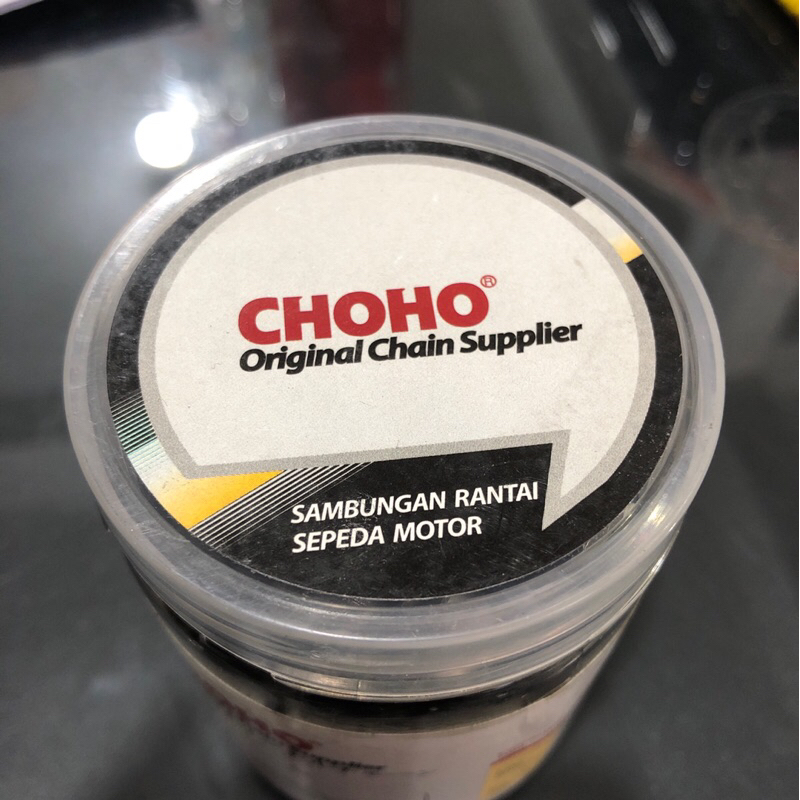 CHOHO®
Original Chain Supplier
SAMBUNGAN RANTAI
SEPEDA MOTOR